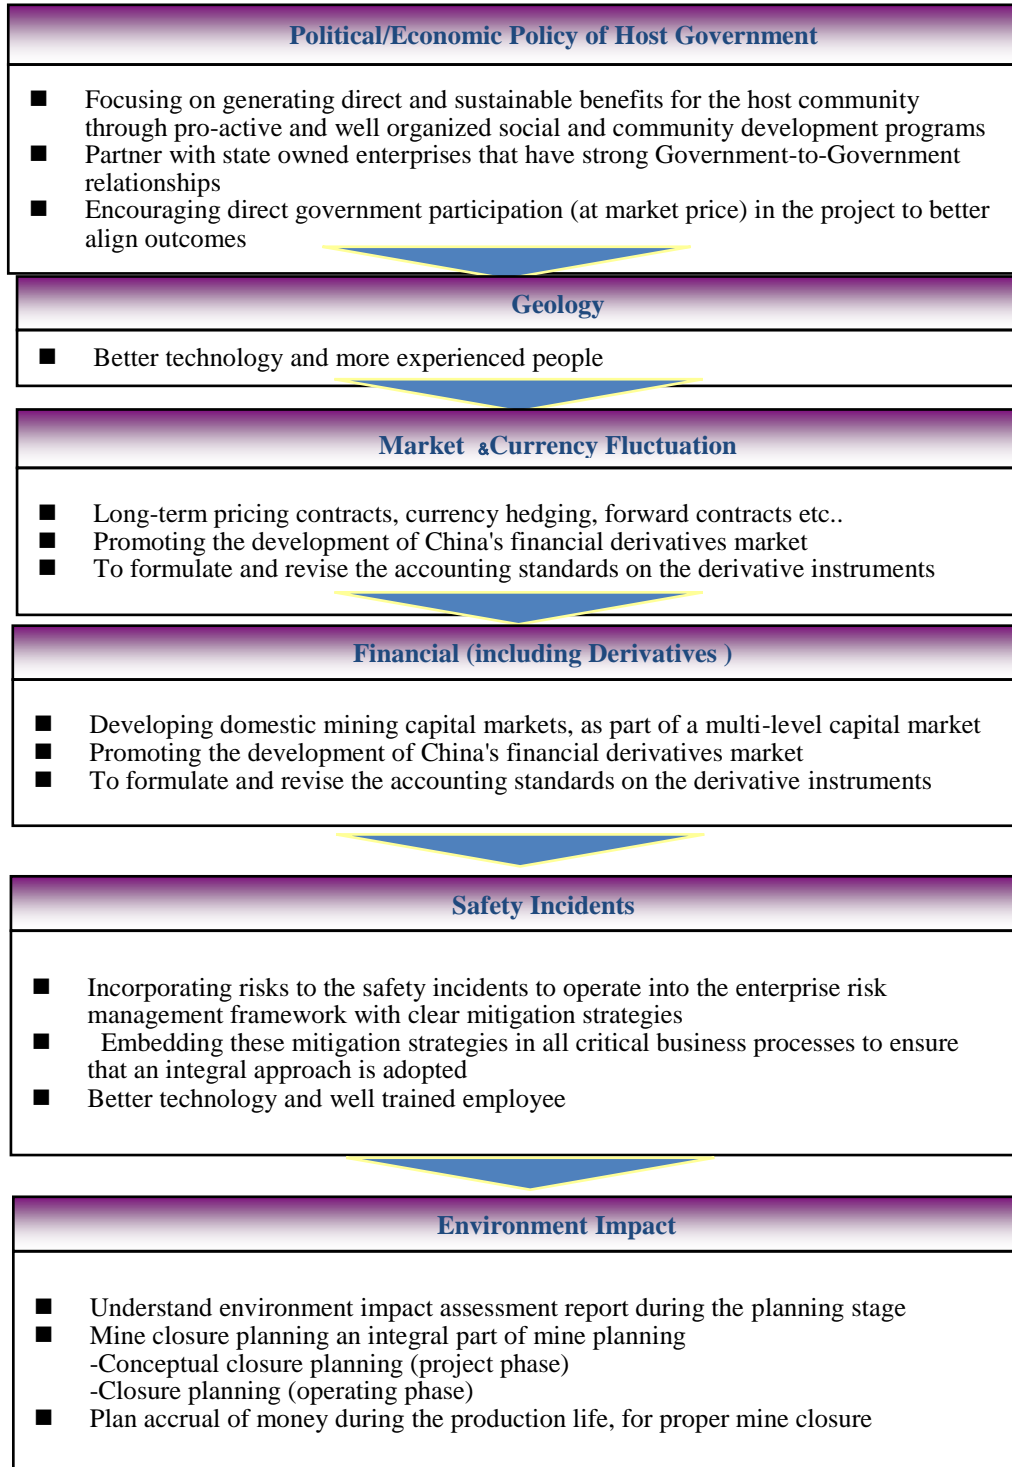 Political/Economic Policy of Host Government
■ Focusing on generating direct and sustainable benefits for the host community
through pro-active and well organized social and community development programs
■ Partner with state owned enterprises that have strong Government-to-Government
relationships
■ Encouraging direct government participation (at market price) in the project to better
align outcomes
Geology
■ Better technology and more experienced people
Market &Currency Fluctuation
■ Long-term pricing contracts, currency hedging, forward contracts etc..
■ Promoting the development of China's financial derivatives market
■ To formulate and revise the accounting standards on the derivative instruments
Financial (including Derivatives )
■ Developing domestic mining capital markets, as part of a multi-level capital market
■ Promoting the development of China's financial derivatives market
■ To formulate and revise the accounting standards on the derivative instruments
Safety Incidents
■ Incorporating risks to the safety incidents to operate into the enterprise risk
management framework with clear mitigation strategies
■ Embedding these mitigation strategies in all critical business processes to ensure
that an integral approach is adopted
■ Better technology and well trained employee
Environment Impact
■ Understand environment impact assessment report during the planning stage
■ Mine closure planning an integral part of mine planning
-Conceptual closure planning (project phase)
-Closure planning (operating phase)
■ Plan accrual of money during the production life, for proper mine closure